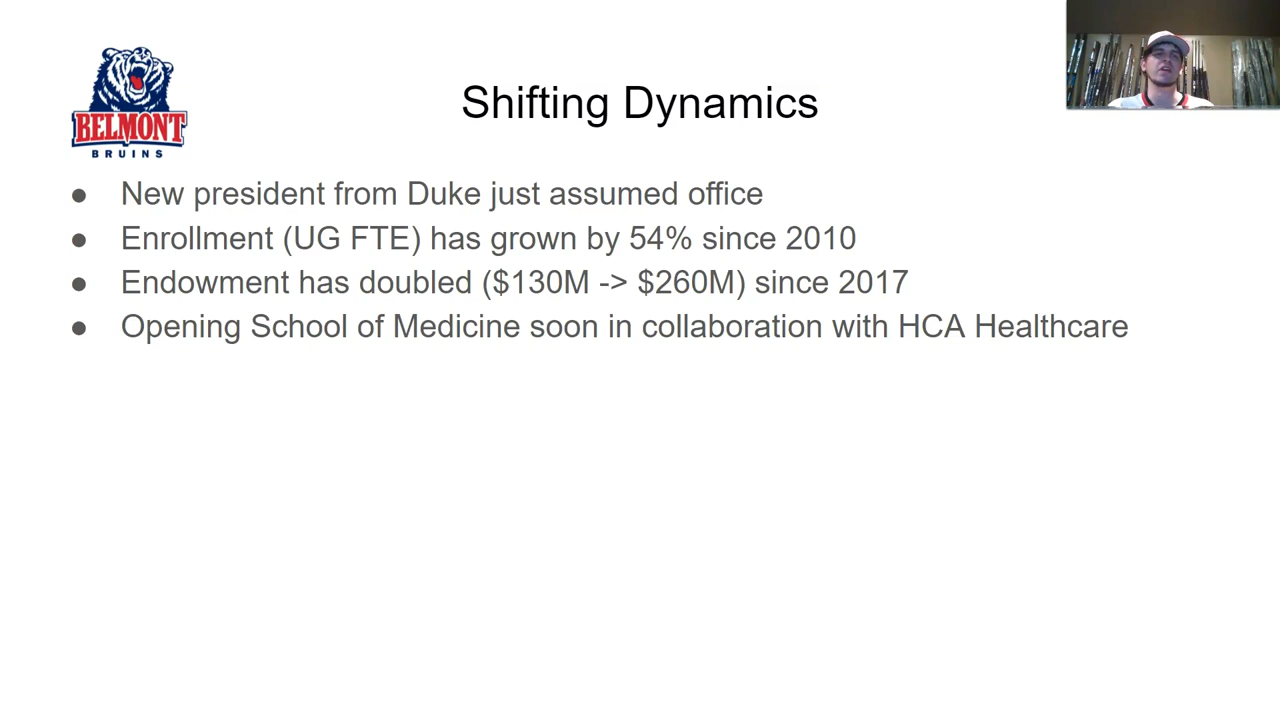 BELMONT
BRUINS
Shifting Dynamics
● New president from Duke just assumed office
● Enrollment (UG FTE) has grown by 54% since 2010
● Endowment has doubled ($130M -> $260M) since 2017
● Opening School of Medicine soon in collaboration with HCA Healthcare